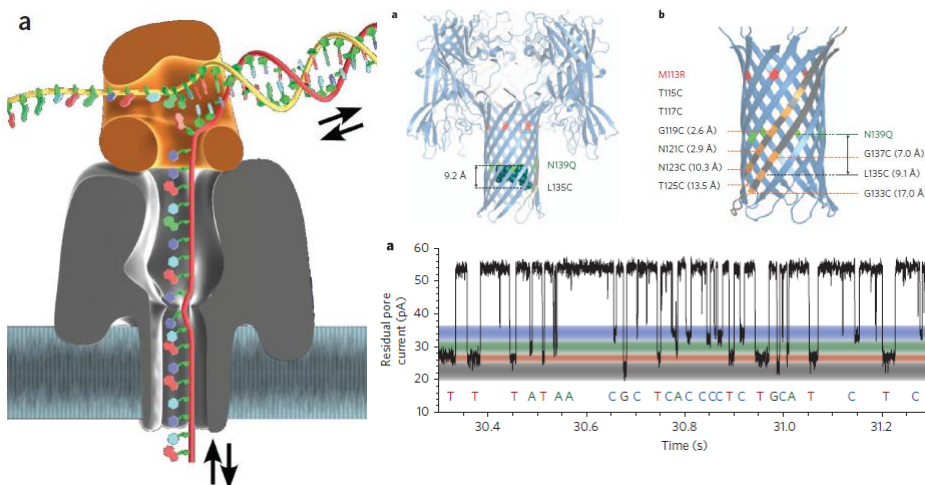 a
a
9.2 Å
N139Q
L135C
b
M113R
T115C
T117C
G119C (2.6 Å)
N121C (2.9 Å)
N123C (10.3 Å)
T125C (13.5 Å)
N139Q
G137C (7.0 Å)
L135C (9.1 Å)
G133C (17.0 Å)
a
Residual pore
current (pA)
60
50
40
30
20
10
T T T A T A A C G C T C A C C C C T C T G C A T C T C
30.4 30.6 30.8 31.0 31.2
Time (s)